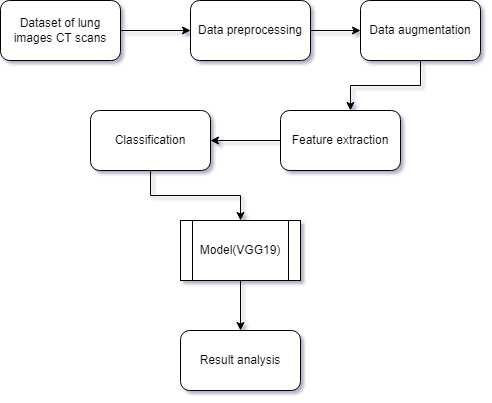 Dataset of lung
images CT scans
Data preprocessing
Data augmentation
Classification
Feature extraction
Model(VGG19)
Result analysis